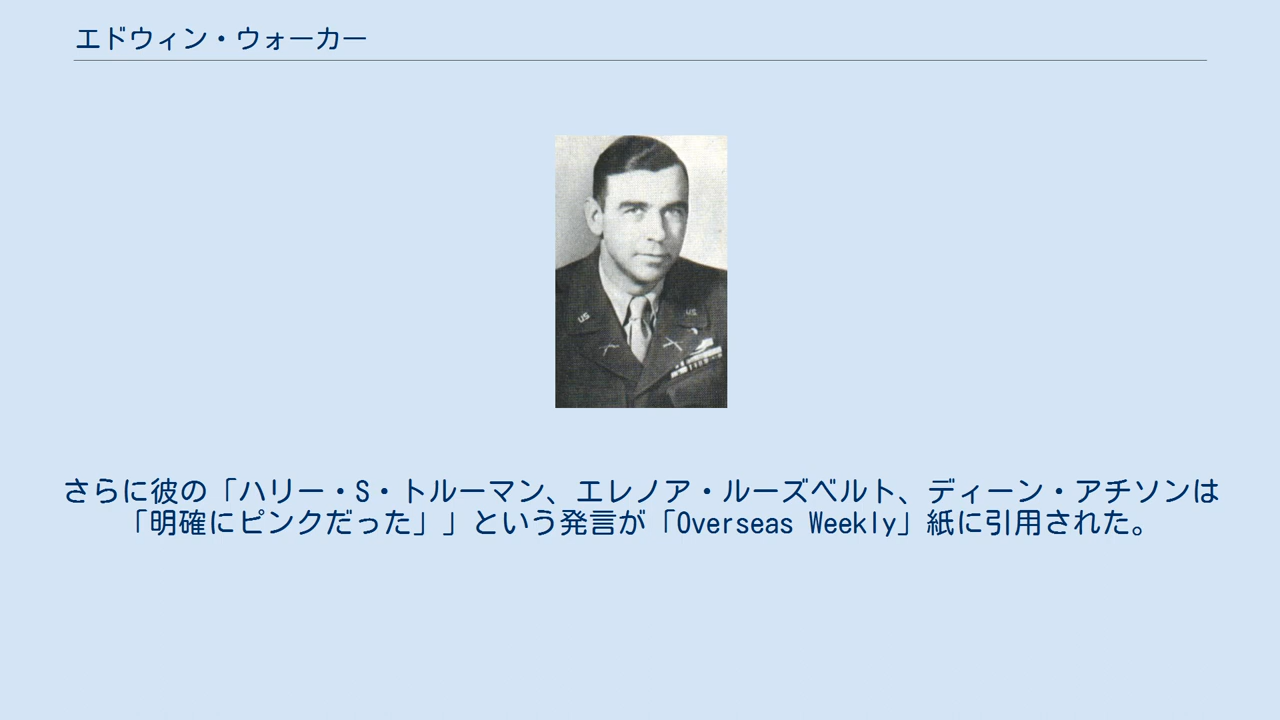 エドウィン・ウォーカー
US
US
さらに彼の「ハリー・S・トルーマン、エレノア・ルーズベルト、ディーン・アチソンは
「明確にピンクだった」」という発言が「Overseas Weekly」紙に引用された。